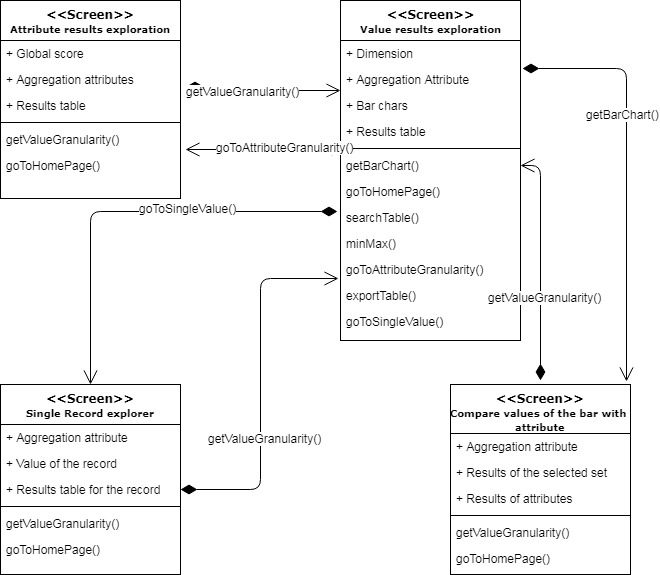 <<Screen>>
Attribute results exploration
+ Global score
+ Aggregation attributes
+ Results table
getValueGranularity()
goToHomePage()
getValueGranularity()
goToAttributeGranularity()
<<Screen>>
Value results exploration
+ Dimension
+ Aggregation Attribute
+ Bar chars
+ Results table
getBarChart()
goToHomePage()
searchTable()
minMax()
goToAttributeGranularity()
exportTable()
goToSingleValue()
getBarChart()
goToSingleValue()
getValueGranularity()
getValueGranularity()
<<Screen>>
Single Record explorer
+ Aggregation attribute
+ Value of the record
+ Results table for the record
getValueGranularity()
goToHomePage()
<<Screen>>
Compare values of the bar with
attribute
+ Aggregation attribute
+ Results of the selected set
+ Results of attributes
getValueGranularity()
goToHomePage()